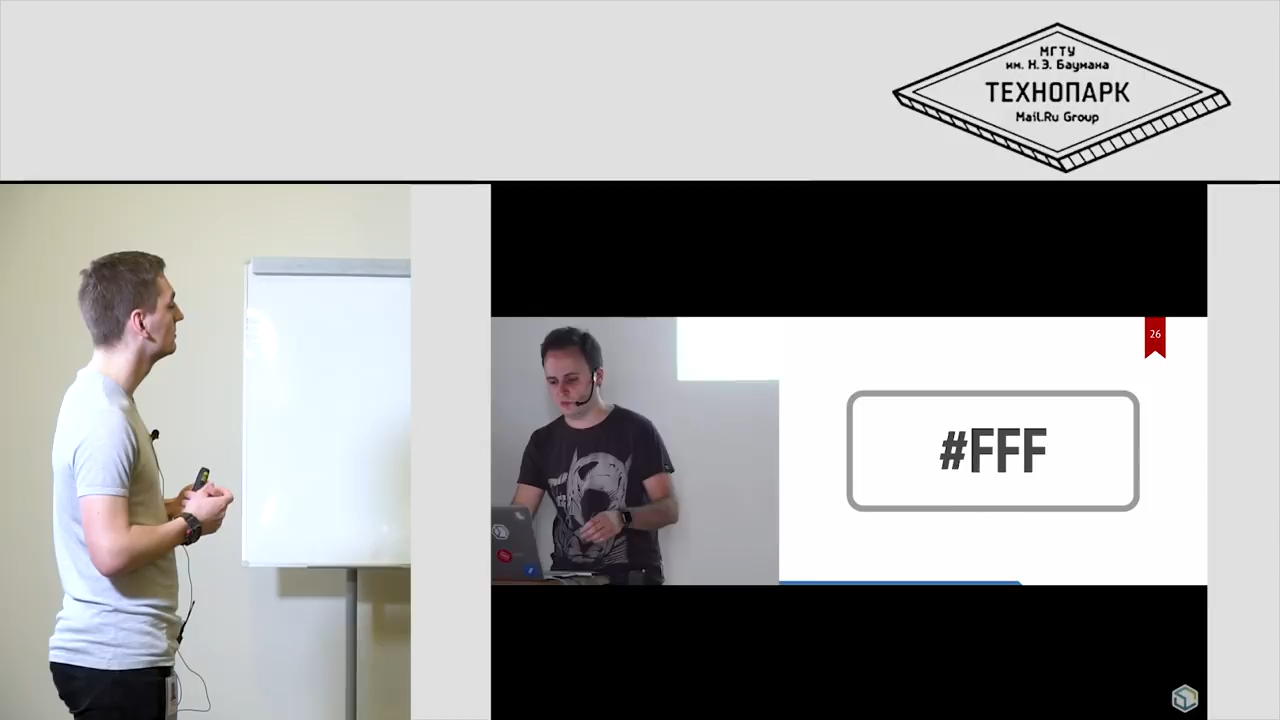 МГТУ
им. Н.Э. Баумана
ТЕХНОПАРК
Mail.Ru Group
26
#FFF